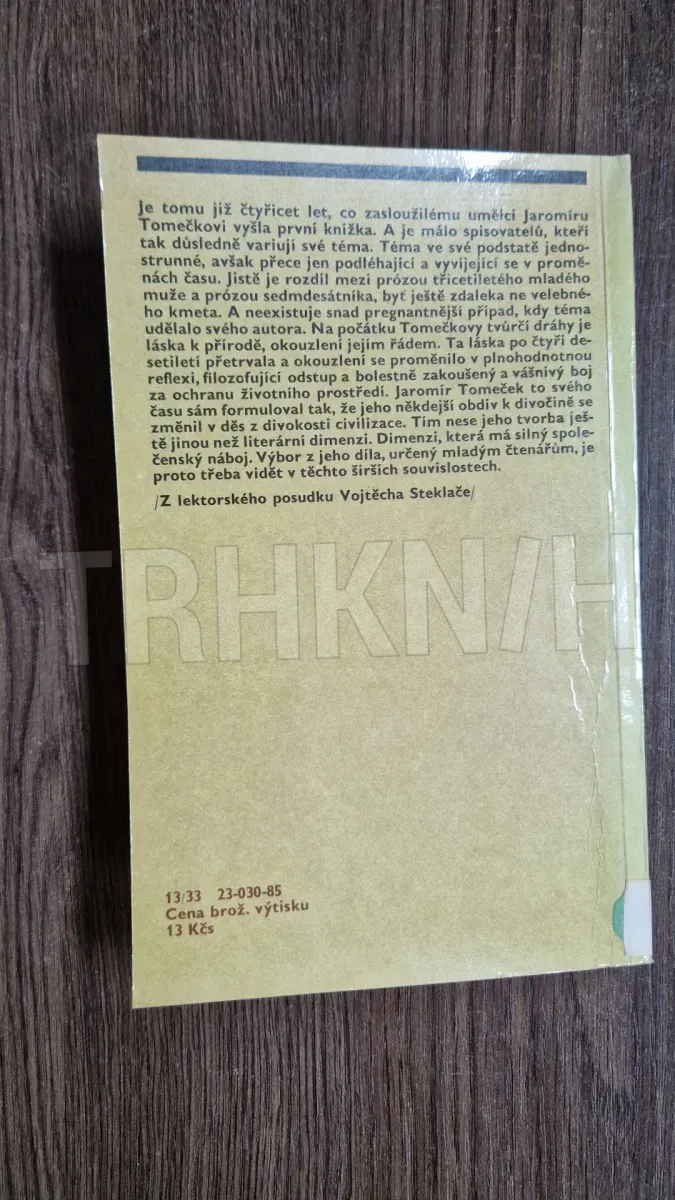 Je tomu již čtyřicet let, co zasloužilému umělci Jaromíru
Tomečkovi vyšla první knížka. A je málo spisovatelů, kteří
tak důsledně variují své téma. Téma ve své podstatě jedno-
strunné, avšak přece jen podléhající a vyvíjející se v promě-
nách času. Jistě je rozdíl mezi prózou třicetiletého mladého
muže a prózou sedmdesátníka, byť ještě zdaleka ne velebné-
ho kmeta. A neexistuje snad pregnantnější případ, kdy téma
udělalo svého autora. Na počátku Tomečkovy tvůrčí dráhy je
láska k přírodě, okouzlení jejím řádem. Ta láska po čtyři de-
setiletí přetrvala a okouzlení se proměnilo v plnohodnotnou
reflexi, filozofující odstup a bolestně zakoušený a vášnivý boj
za ochranu životního prostředí. Jaromír Tomeček to svého
času sám formuloval tak, že jeho někdejší obdiv k divočině se
změnil v děs z divokosti civilizace. Tím nese jeho tvorba ješ-
tě jinou než literární dimenzi. Dimenzi, která má silný spole-
čenský náboj. Výbor z jeho díla, určený mladým čtenářům, je
proto třeba vidět v těchto širších souvislostech.
/Z lektorského posudku Vojtěcha Steklače/
TRHKNIH
13/33 23-030-85
Cena brož. výtisku
13 Kčs